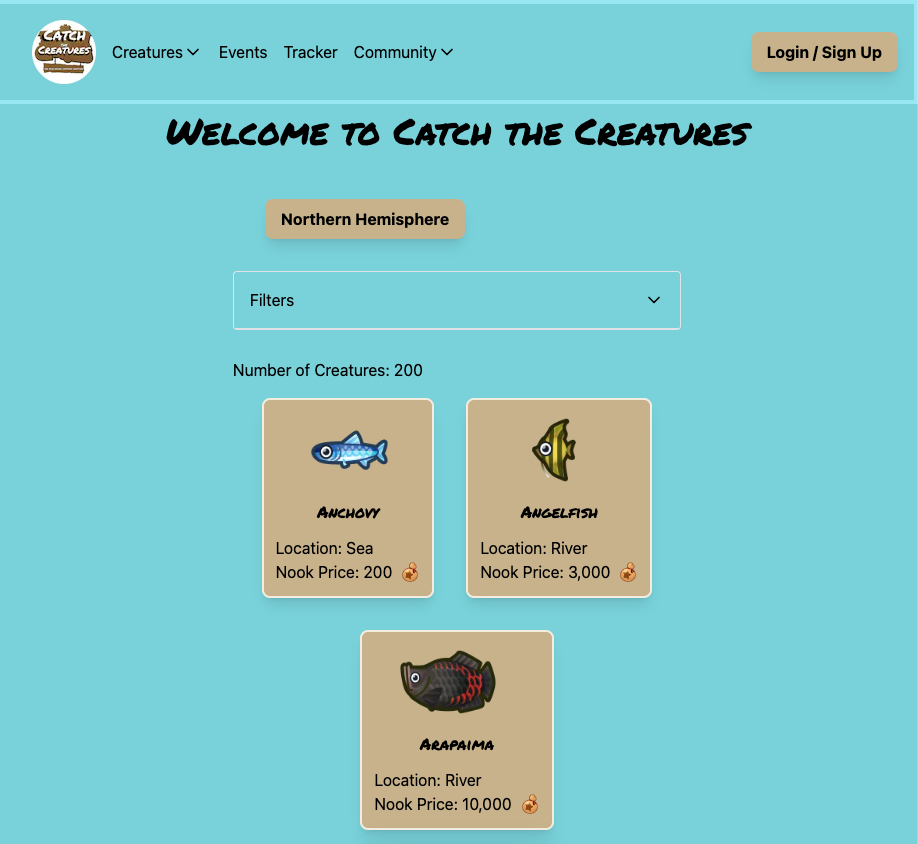 CATCH
THE
CREATURES
Creatures
Events
Tracker
Community
Login / Sign Up
Welcome to Catch the Creatures
Northern Hemisphere
Filters
Number of Creatures: 200
Anchovy
Location: Sea
Nook Price: 200
Angelfish
Location: River
Nook Price: 3,000
Arapaima
Location: River
Nook Price: 10,000